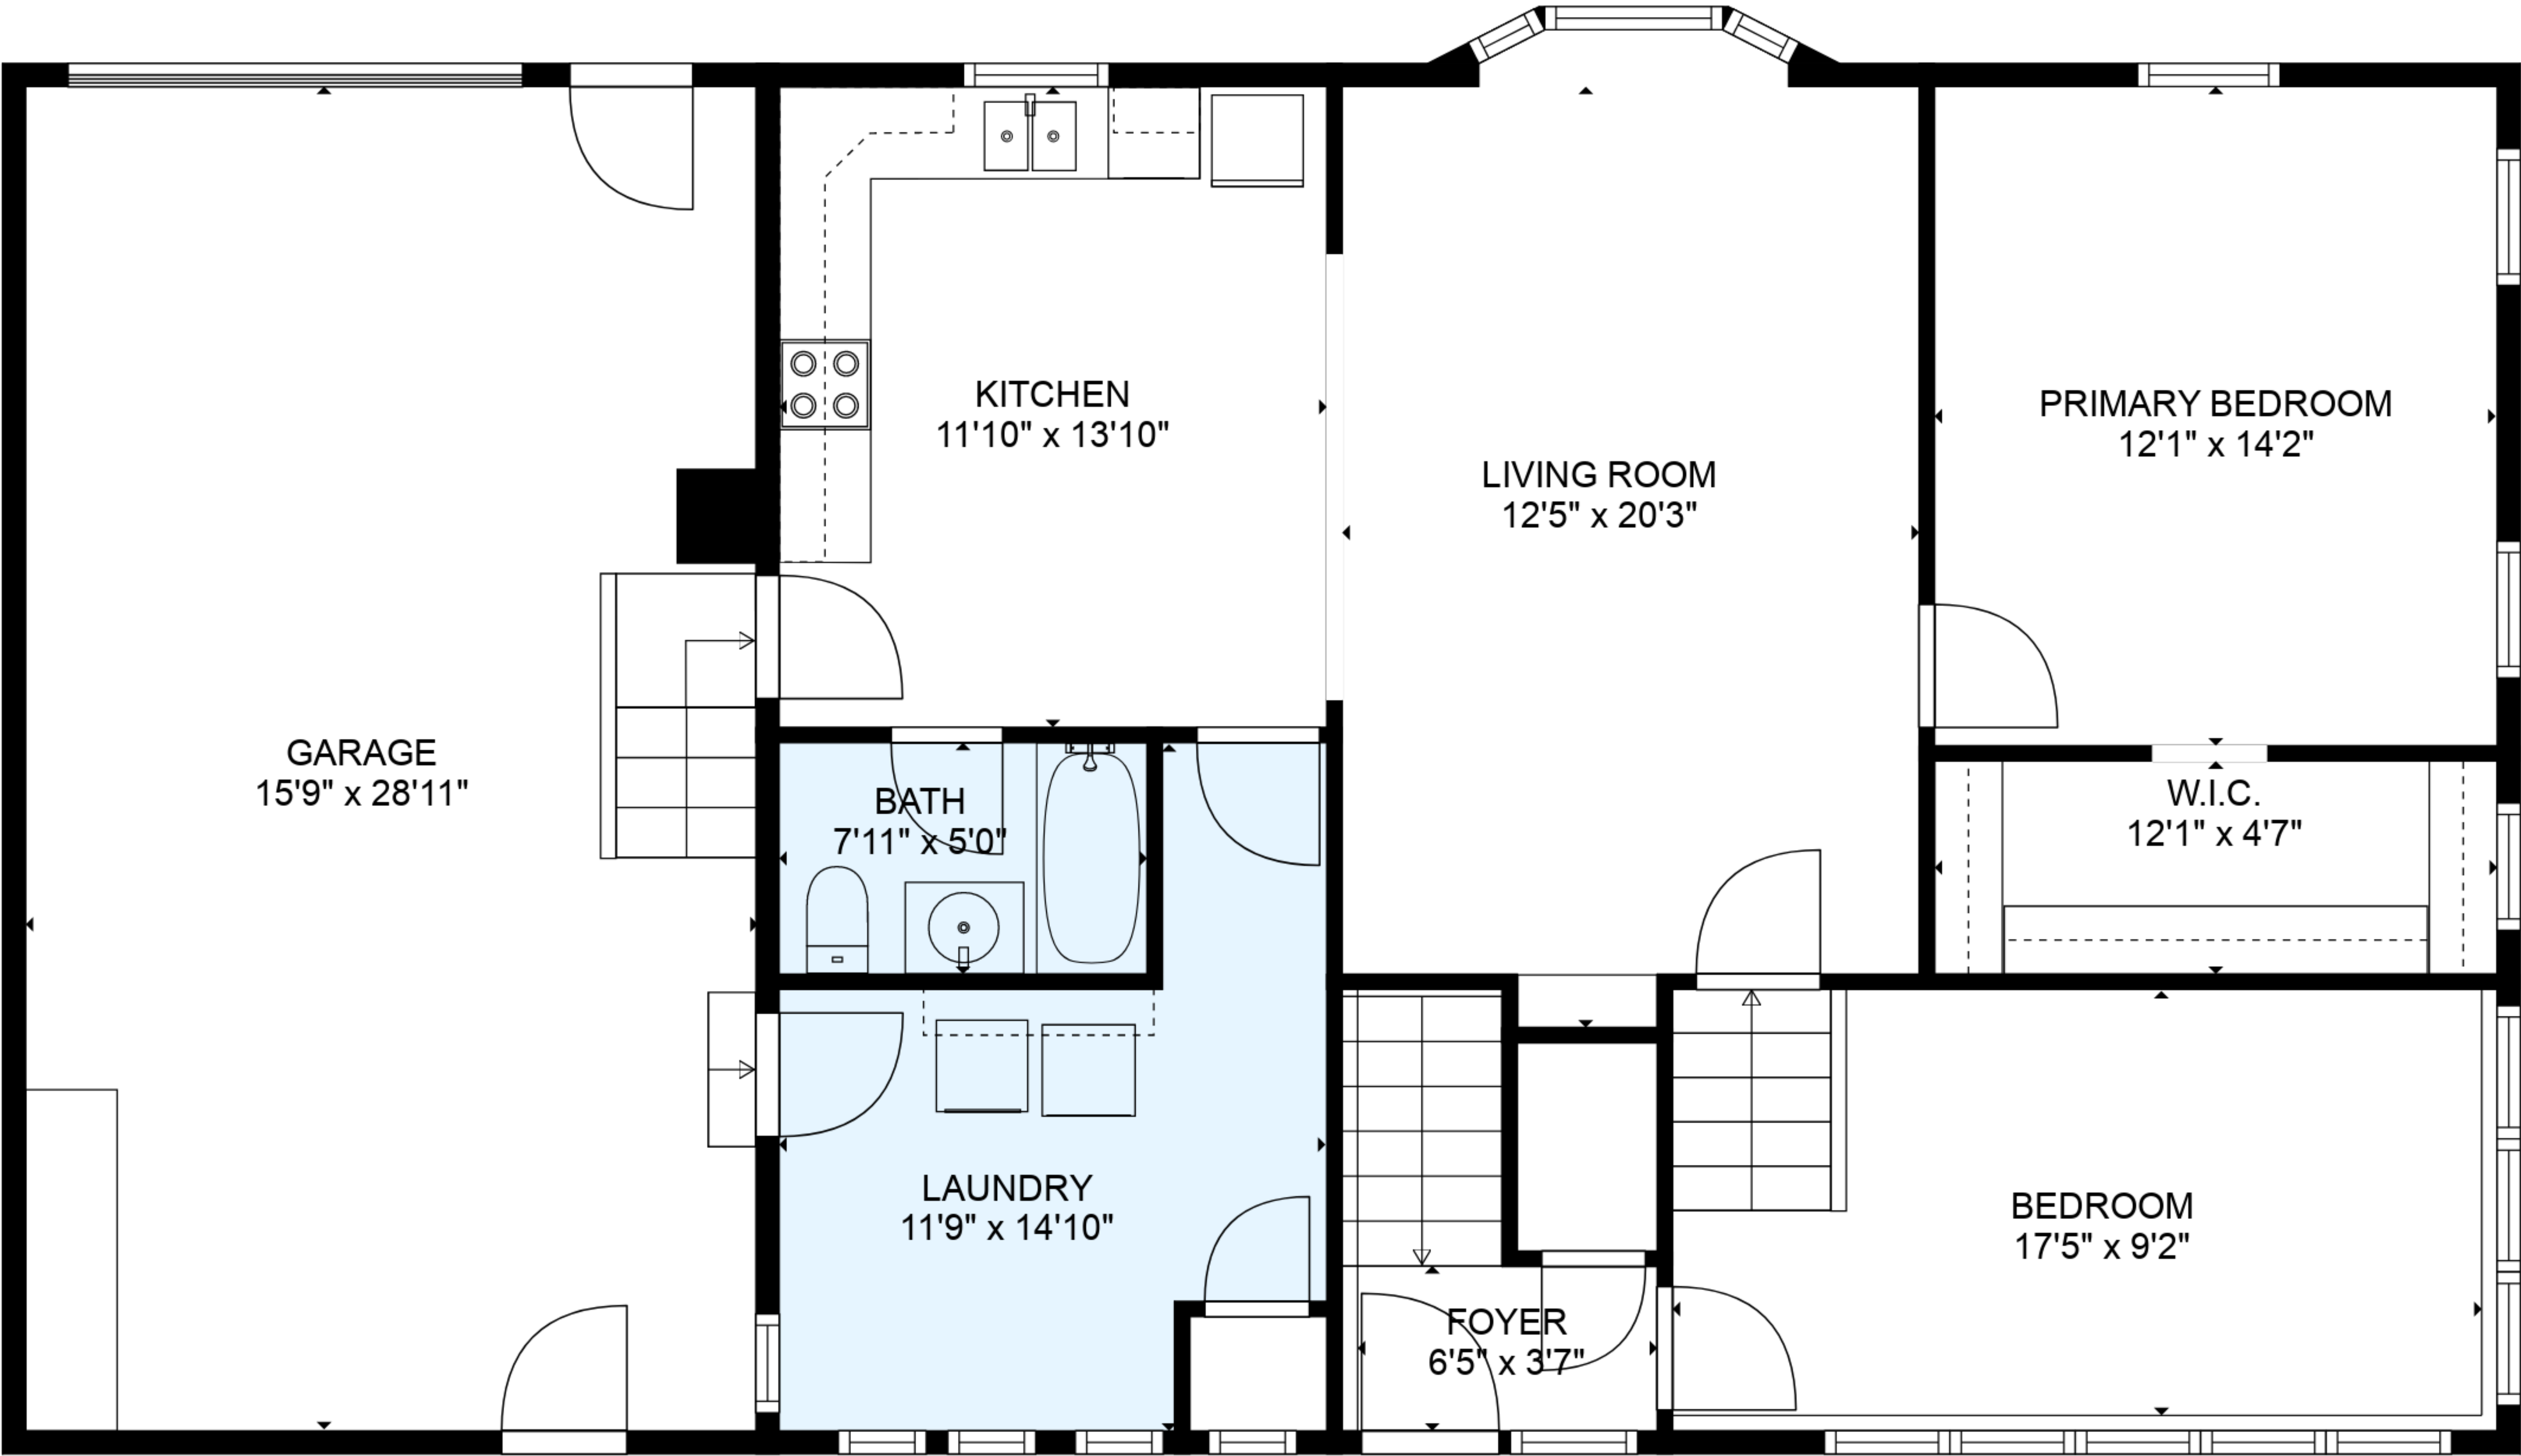 KITCHEN
11'10" x 13'10"
PRIMARY BEDROOM
12'1" x 14'2"
LIVING ROOM
12'5" x 20'3"
GARAGE
15'9" x 28'11"
BATH
7'11" x 5'0"
W.I.C.
12'1" x 4'7"
LAUNDRY
11'9" x 14'10"
BEDROOM
17'5" x 9'2"
FOYER
6'5" x 3'7"